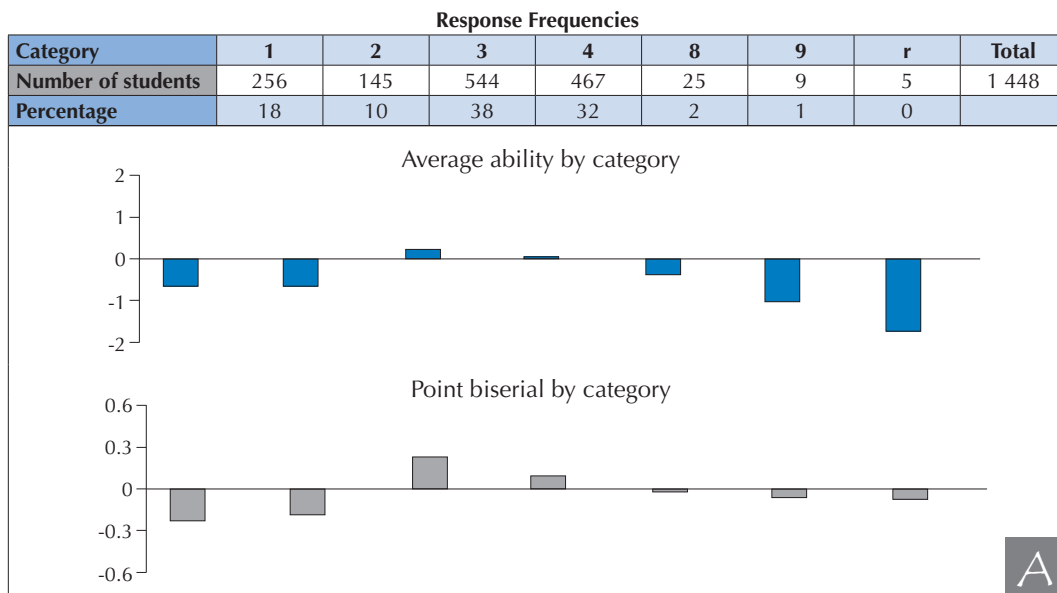 Response Frequencies
Category 1 2 3 4 8 9 r Total
Number of students 256 145 544 467 25 9 5 1 448
Percentage 18 10 38 32 2 1 0
Average ability by category
2
1
0
-1
-2
Point biserial by category
0.6
0.3
0
-0.3
-0.6
A